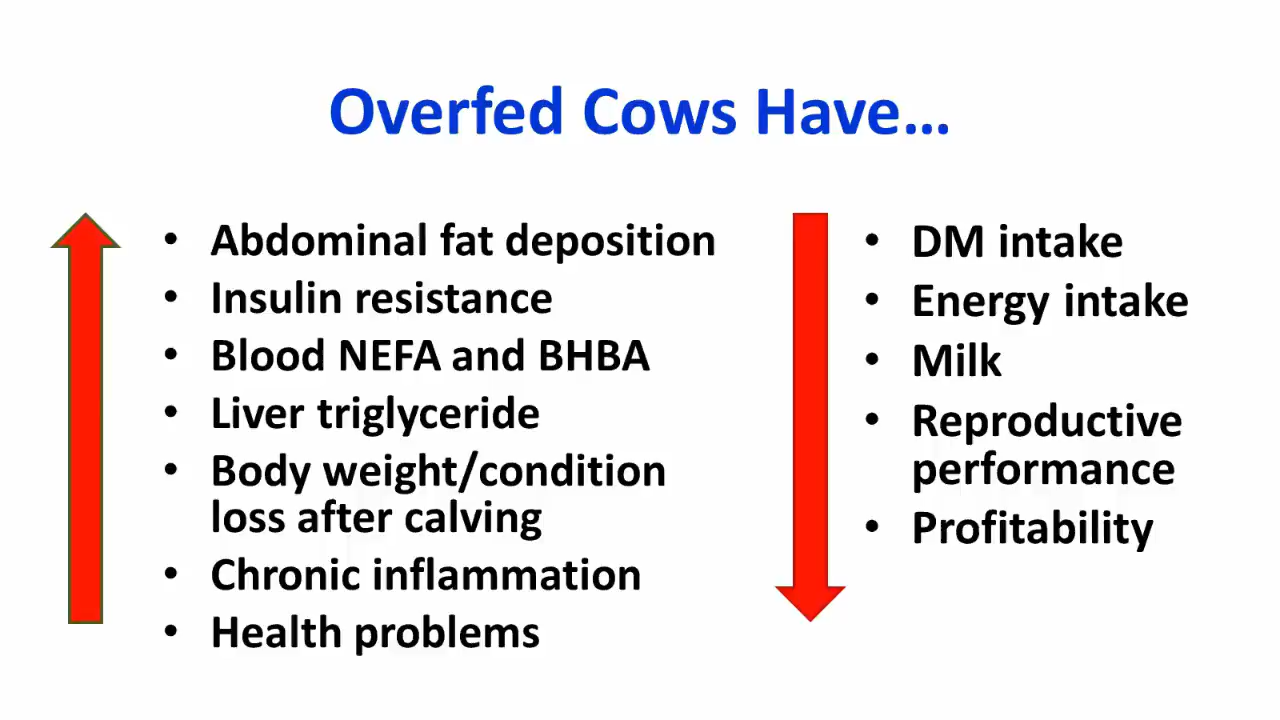 Overfed Cows Have...
• Abdominal fat deposition
• Insulin resistance
• Blood NEFA and BHBA
• Liver triglyceride
• Body weight/condition
loss after calving
• Chronic inflammation
• Health problems
• DM intake
• Energy intake
• Milk
• Reproductive
performance
• Profitability